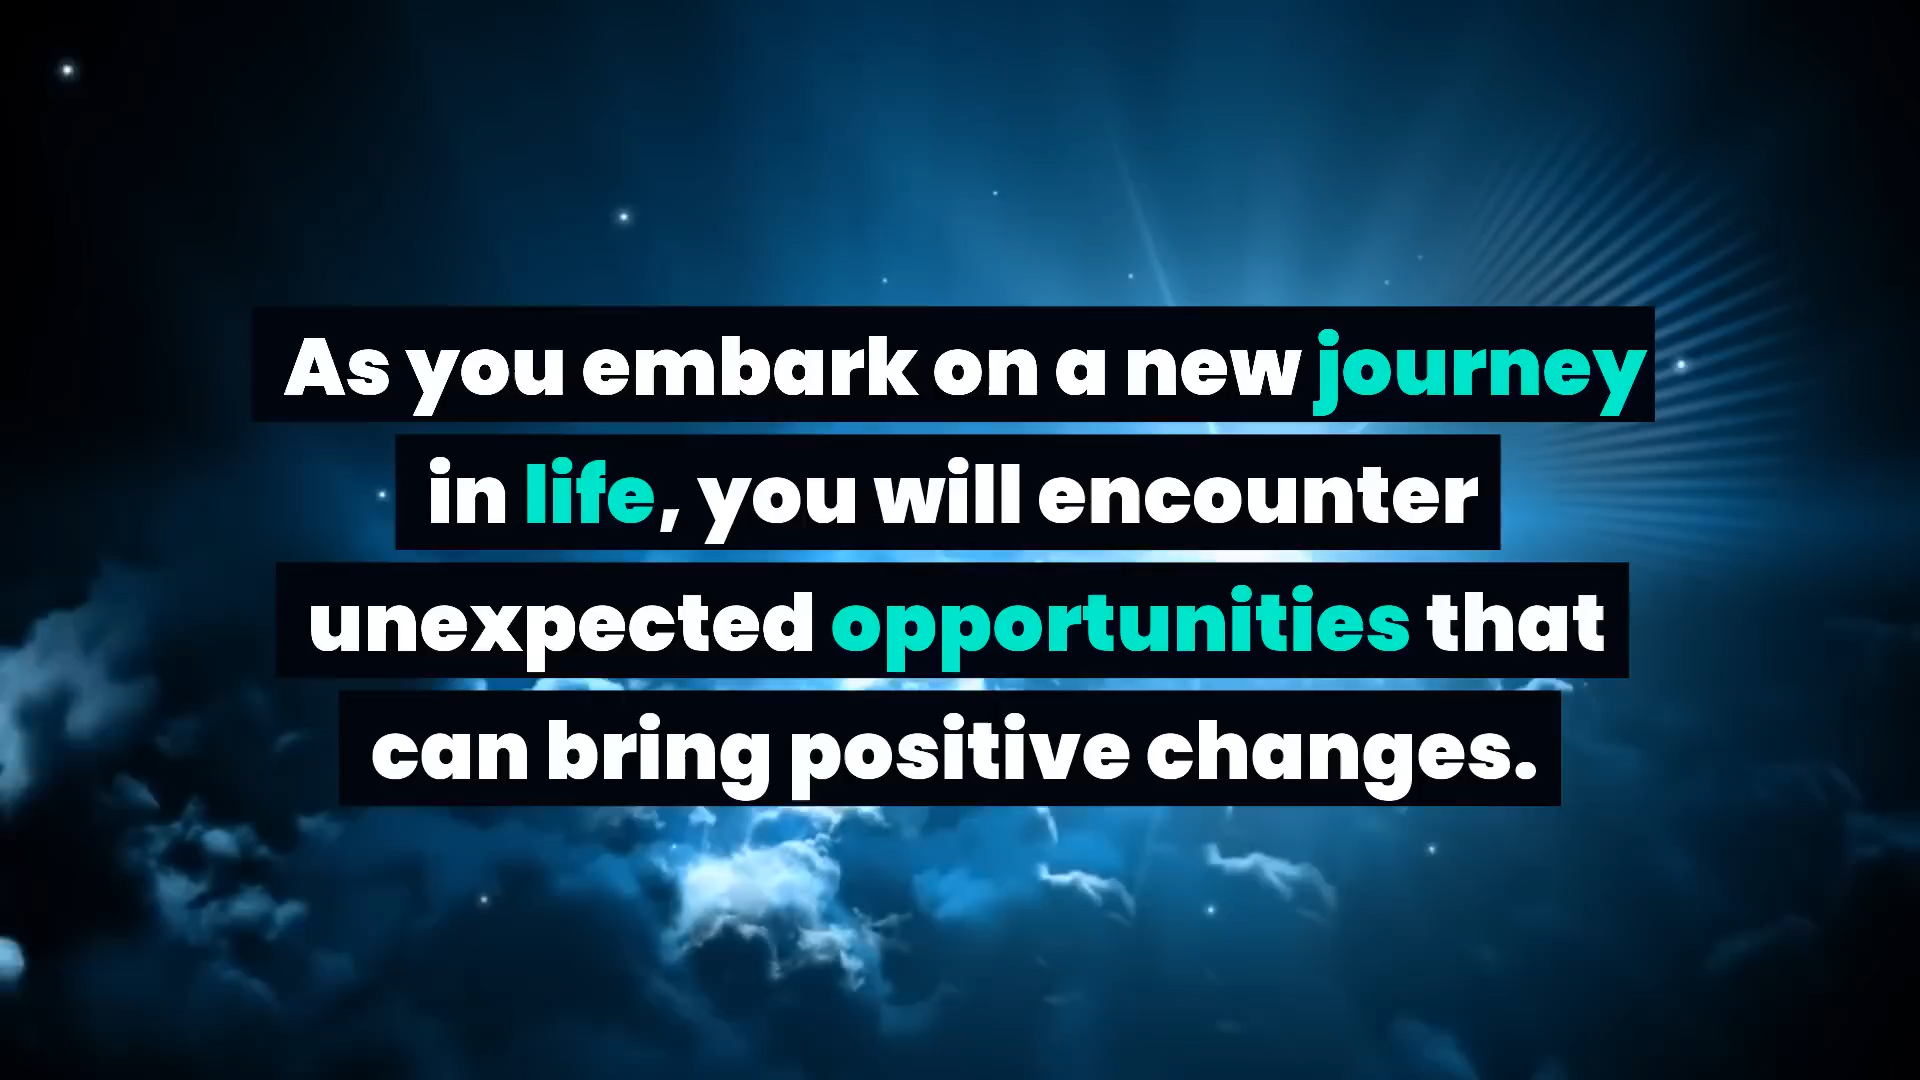 As you embark on a new journey
in life, you will encounter
unexpected opportunities that
can bring positive changes.